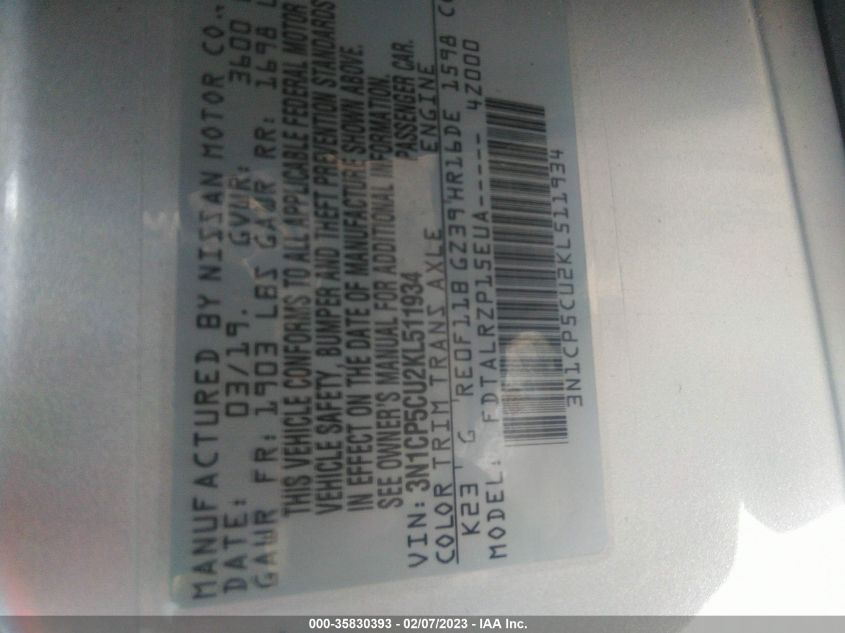 MANUFACTURED BY NISSAN MOTOR CO.,
DATE: 03/19. GVWR: 3600
GAWR FR: 1903 LBS GAWR RR: 1698 L
THIS VEHICLE CONFORMS TO ALL APPLICABLE FEDERAL MOTOR
VEHICLE SAFETY, BUMPER AND THEFT PREVENTION STANDARDS
IN EFFECT ON THE DATE OF MANUFACTURE SHOWN ABOVE.
SEE OWNER'S MANUAL FOR ADDITIONAL INFORMATION.
VIN: 3N1CP5CU2KL511934 PASSENGER CAR.
COLOR TRIM TRANS AXLE ENGINE
K23 G RE0F11B GZ39 HR16DE 1598 C
MODEL: FDTALRZP15EUA----- 4Z000
3N1CP5CU2KL511934
000-35830393 - 02/07/2023 - IAA Inc.